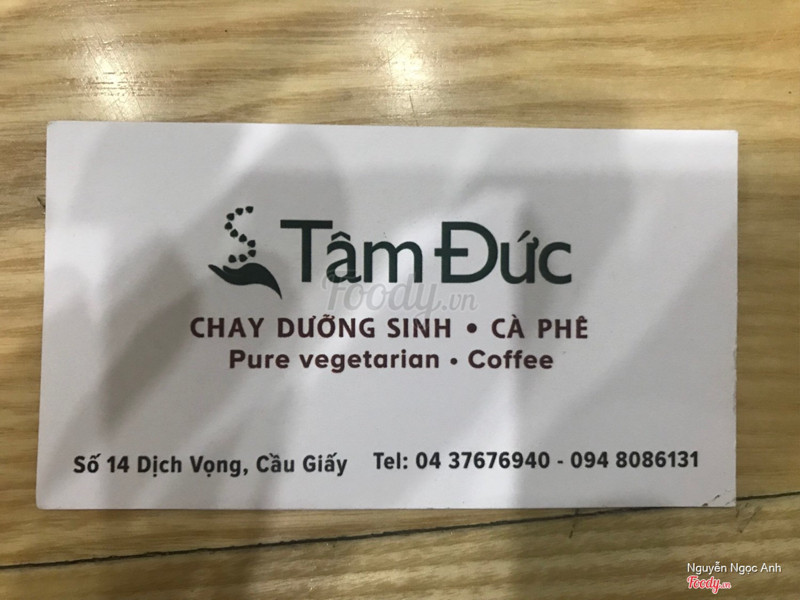 Tâm Đức
Foody.vn
CHAY DƯỠNG SINH • CÀ PHÊ
Pure vegetarian • Coffee
Số 14 Dịch Vọng, Cầu Giấy Tel: 04 37676940 - 094 8086131
Nguyễn Ngọc Anh
Foody.vn